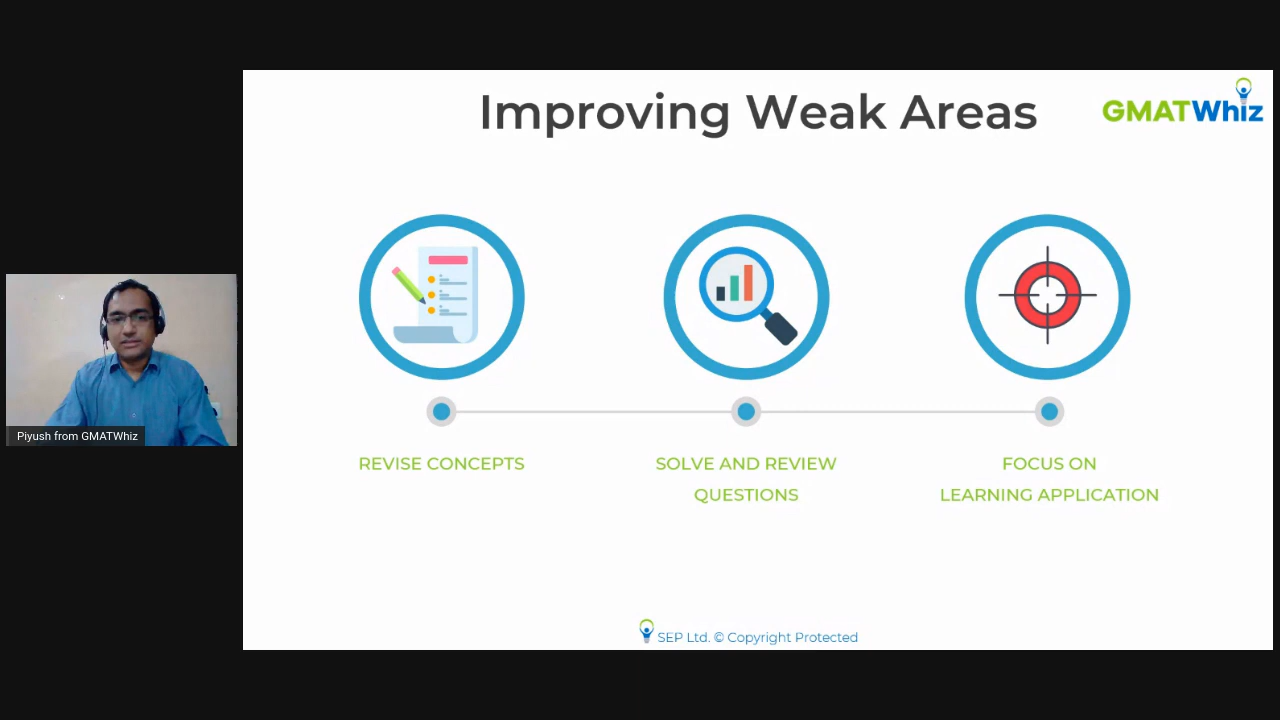 Improving Weak Areas
GMATWhiz
REVISE CONCEPTS
SOLVE AND REVIEW
QUESTIONS
FOCUS ON
LEARNING APPLICATION
Piyush from GMATWhiz
SEP Ltd. © Copyright Protected